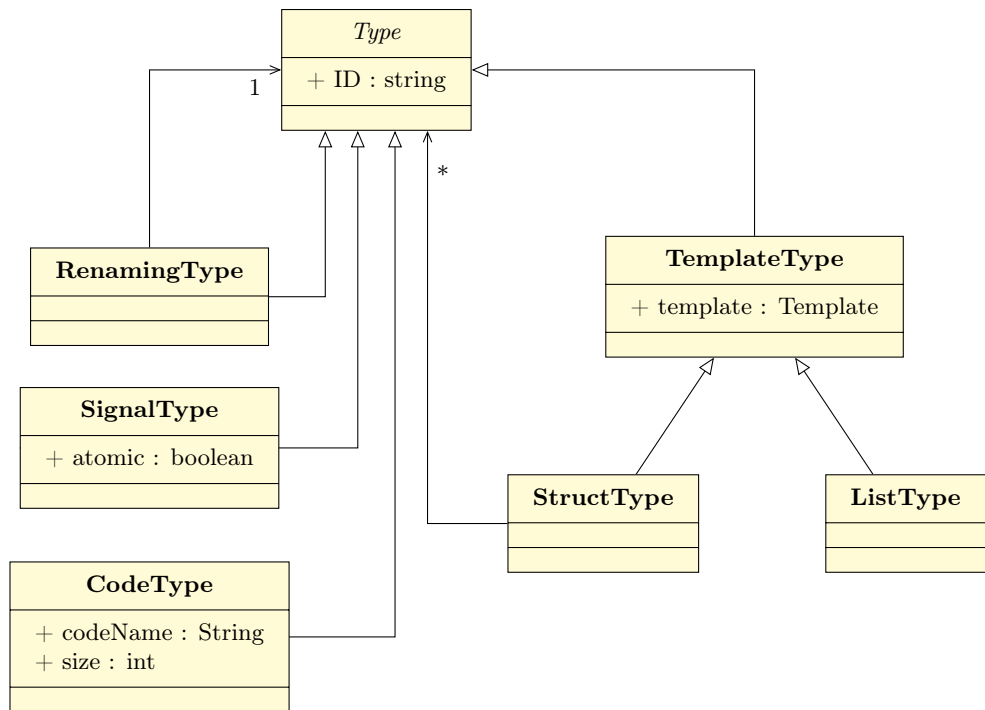 Type
+ ID : string
1
*
RenamingType
TemplateType
+ template : Template
SignalType
+ atomic : boolean
StructType
ListType
CodeType
+ codeName : String
+ size : int